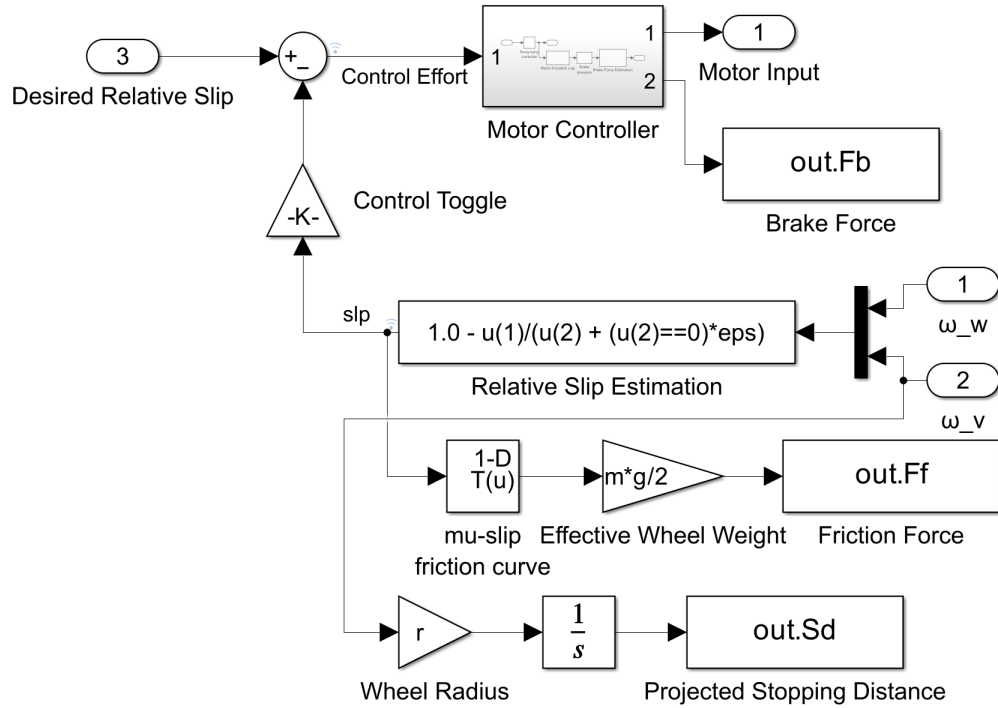 3
Desired Relative Slip
+
−
Control Effort
1
1
2
Motor Controller
1
Motor Input
out.Fb
Brake Force
-K-
Control Toggle
slp
1.0 - u(1)/(u(2) + (u(2)==0)*eps)
Relative Slip Estimation
1
ω_w
2
ω_v
1-D
T(u)
mu-slip
friction curve
m*g/2
Effective Wheel Weight
out.Ff
Friction Force
r
Wheel Radius
1
s
out.Sd
Projected Stopping Distance